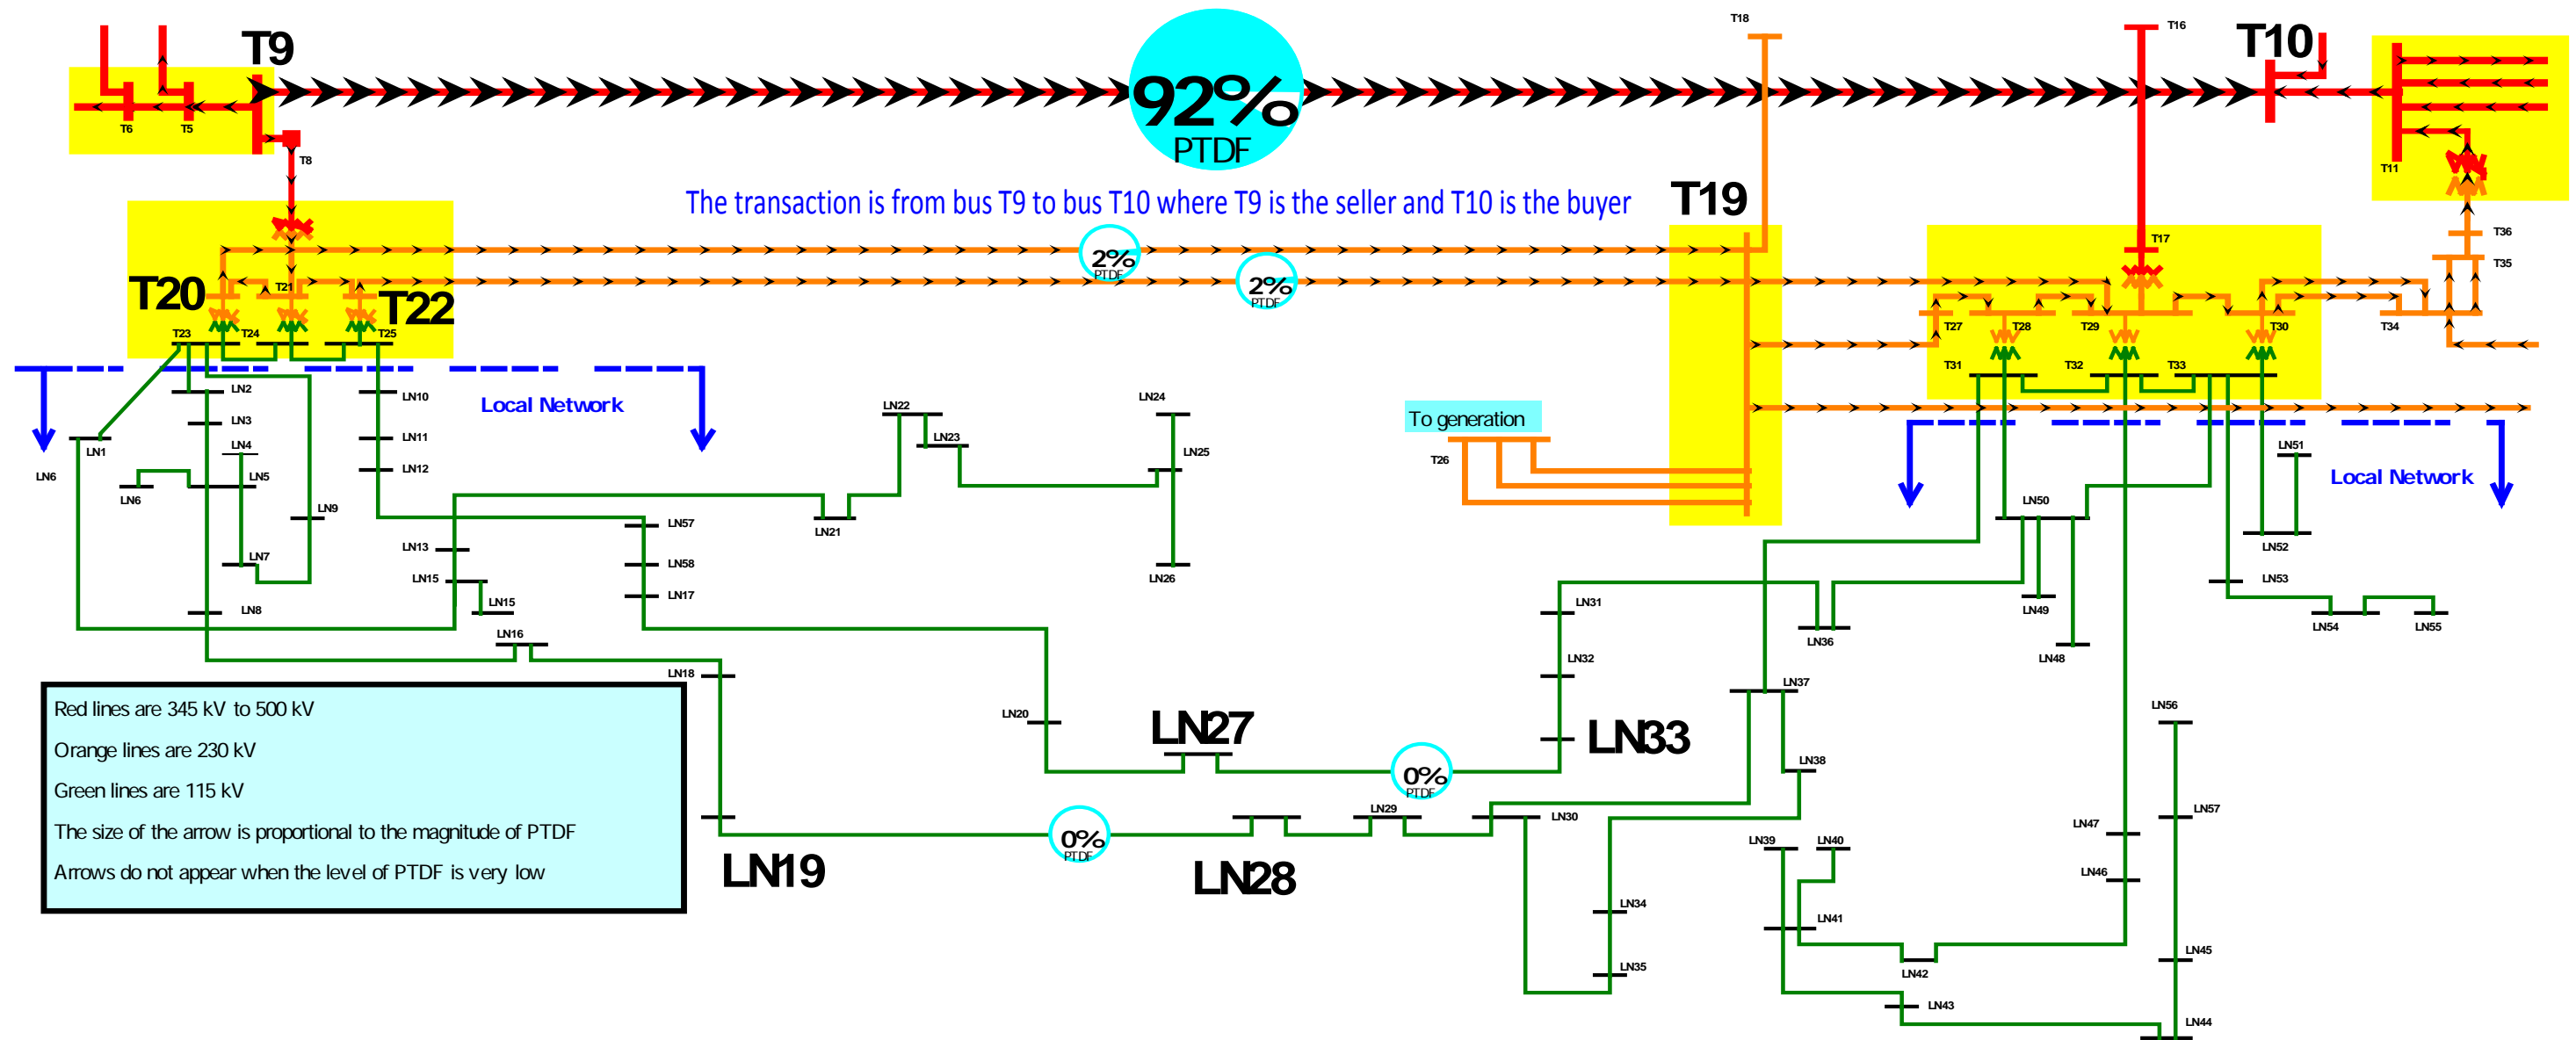 T18
T16
T9
T10
92%
PTDF
T6
T5
T8
T11
The transaction is from bus T9 to bus T10 where T9 is the seller and T10 is the buyer
T19
T36
T17
2%
PTDF
T35
2%
PTDF
T20
T21
T22
T23
T24
T25
T27
T28
T29
T30
T34
T31
T32
T33
LN2
LN10
Local Network
LN24
LN22
To generation
LN3
LN1
LN4
LN11
LN23
LN25
T26
LN51
LN6
LN5
LN12
LN6
Local Network
LN9
LN57
LN21
LN50
LN7
LN13
LN58
LN26
LN52
LN15
LN53
LN8
LN15
LN17
LN31
LN49
LN16
LN36
LN54
LN55
LN18
LN32
LN48
LN37
Red lines are 345 kV to 500 kV
LN20
LN27
LN33
LN56
Orange lines are 230 kV
LN38
Green lines are 115 kV
0%
PTDF
The size of the arrow is proportional to the magnitude of PTDF
LN29
LN30
LN57
LN47
Arrows do not appear when the level of PTDF is very low
LN19
0%
PTDF
LN28
LN39
LN40
LN46
LN34
LN41
LN45
LN35
LN42
LN43
LN44